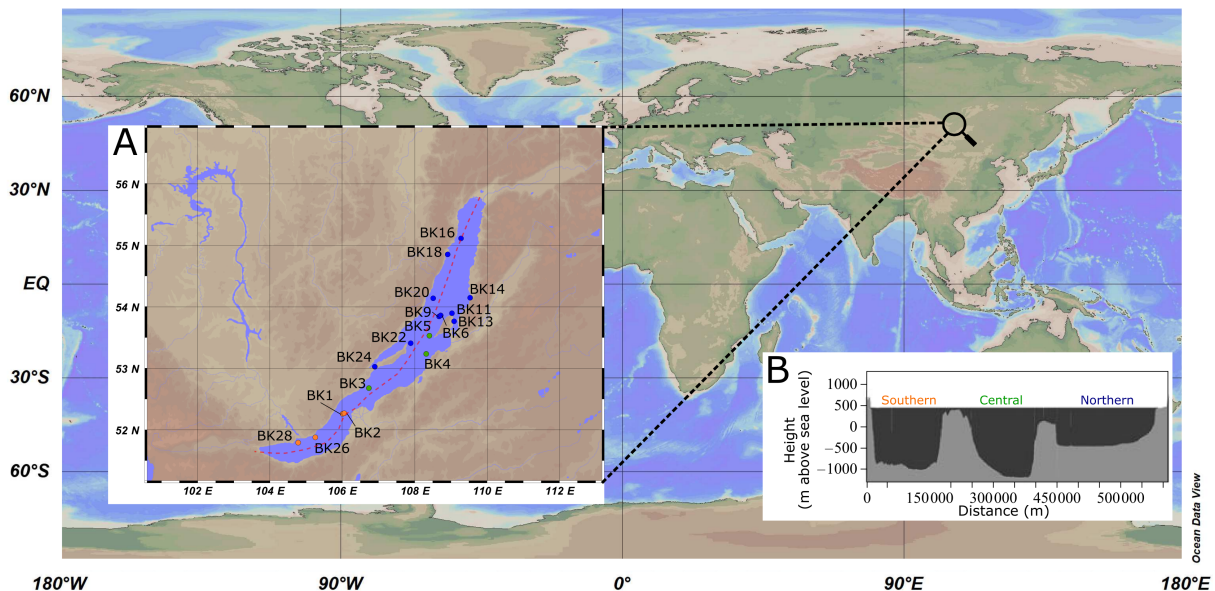 60°N
30°N
EQ
30°S
60°S
180°W
90°W
0°
90°E
180°E
Ocean Data View
A
56 N
55 N
54 N
53 N
52 N
102 E
104 E
106 E
108 E
110 E
112 E
BK16
BK18
BK20
BK14
BK9
BK11
BK5
BK13
BK6
BK22
BK24
BK4
BK3
BK1
BK2
BK28
BK26
B
Height
(m above sea level)
1000
500
0
−500
−1000
Southern
Central
Northern
0
150000
300000
450000
500000
Distance (m)